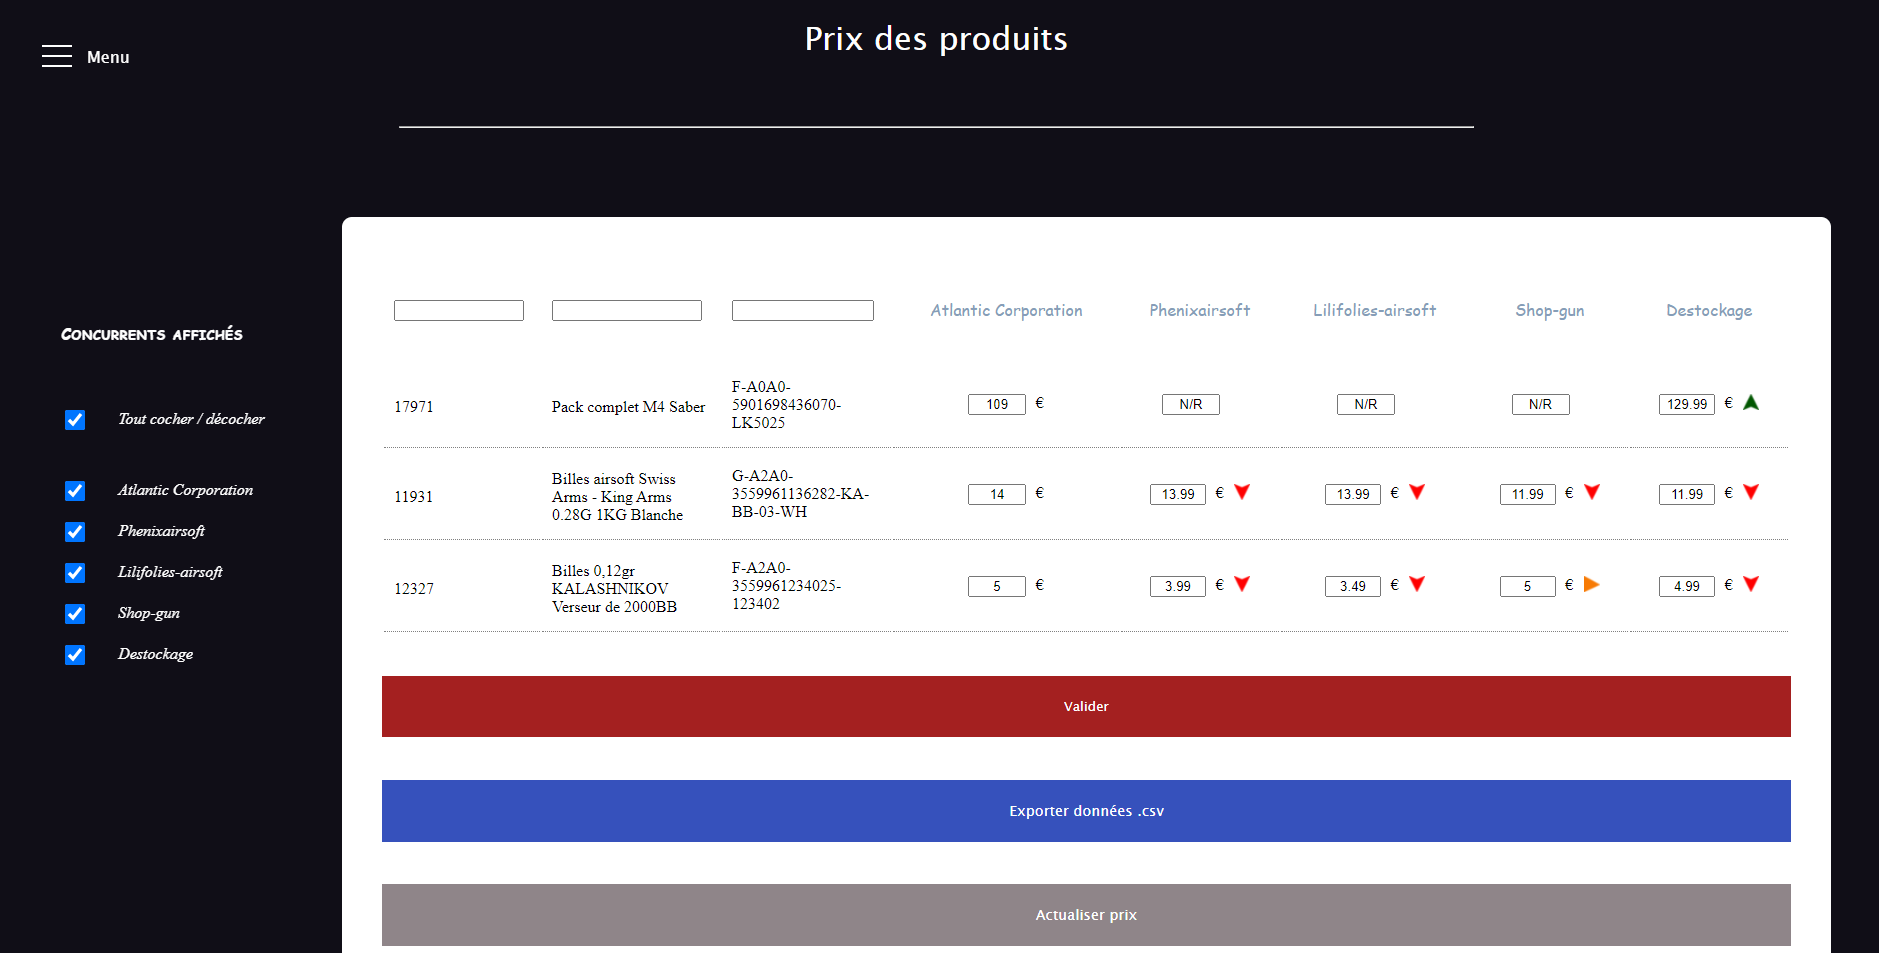 Prix des produits
Menu
Concurrents affichés
Tout cocher / décocher
Atlantic Corporation
Phenixairsoft
Lilifolies-airsoft
Shop-gun
Destockage
Atlantic Corporation Phenixairsoft Lilifolies-airsoft Shop-gun Destockage
17971
Pack complet M4 Saber
F-A0A0-
5901698436070-
LK5025
109 € N/R N/R N/R 129.99 €
11931
Billes airsoft Swiss
Arms - King Arms
0.28G 1KG Blanche
G-A2A0-
3559961136282-KA-
BB-03-WH
14 € 13.99 € 13.99 € 11.99 € 11.99 €
12327
Billes 0,12gr
KALASHNIKOV
Verseur de 2000BB
F-A2A0-
3559961234025-
123402
5 € 3.99 € 3.49 € 5 € 4.99 €
Valider
Exporter données .csv
Actualiser prix